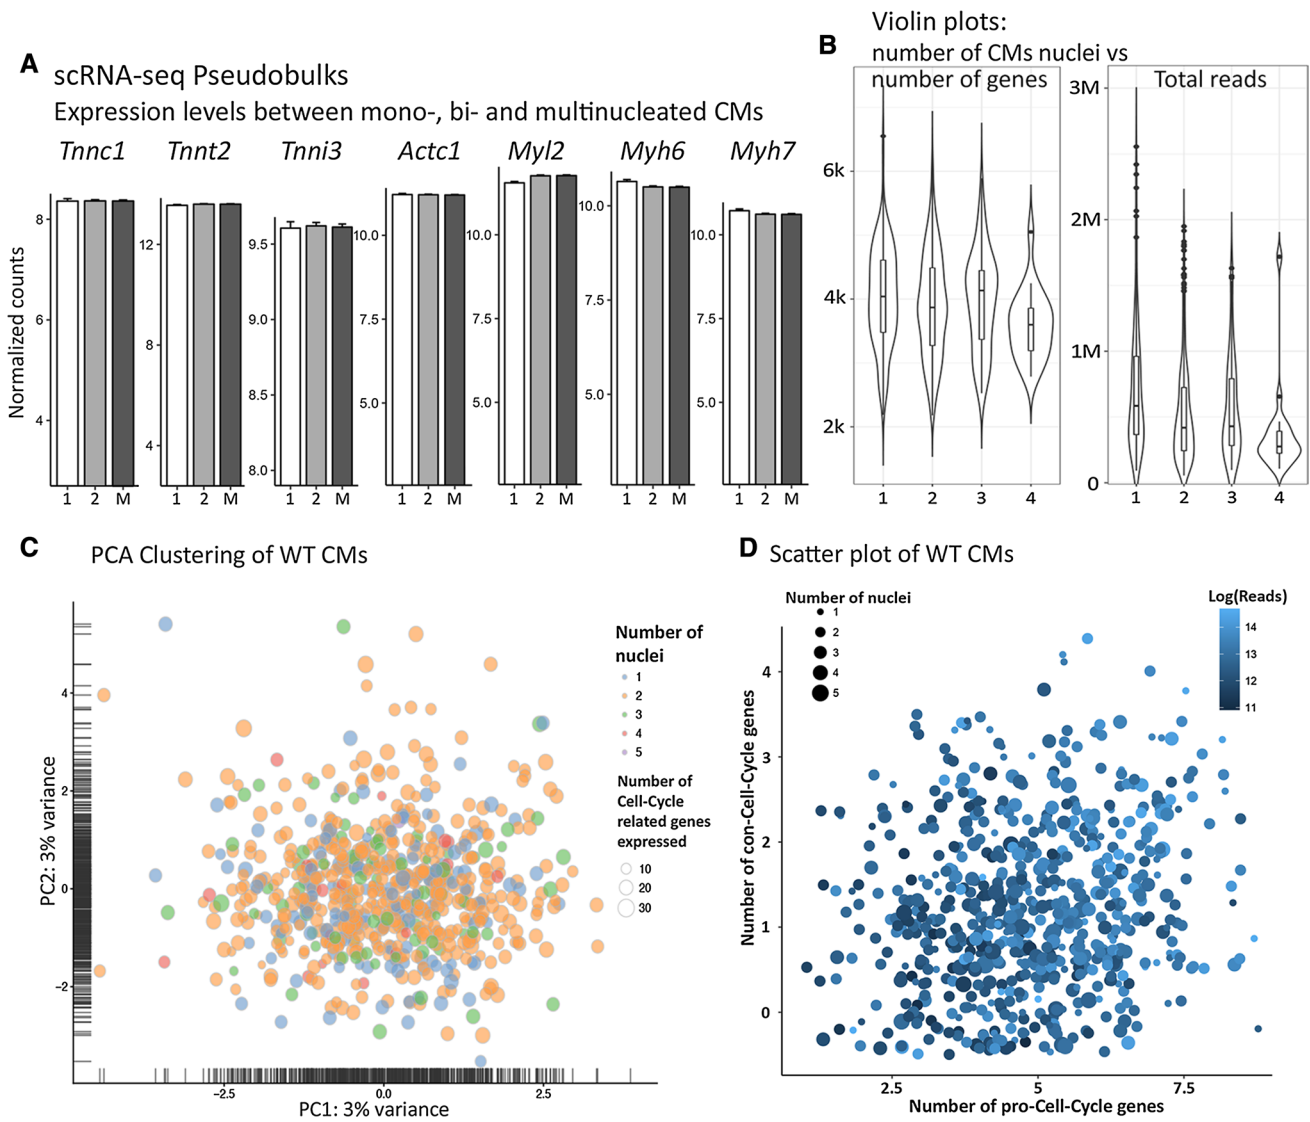 A
scRNA-seq Pseudobulks
Expression levels between mono-, bi- and multinucleated CMs
Tnnc1 Tnnt2 Tnni3 Actc1 Myl2 Myh6 Myh7
Normalized counts
8
6
4
1 2 M
12
8
4
1 2 M
9.5
9.0
8.5
8.0
1 2 M
10.0
7.5
5.0
1 2 M
10.0
7.5
5.0
1 2 M
10.0
7.5
5.0
1 2 M
10.0
7.5
5.0
1 2 M
B
Violin plots:
number of CMs nuclei vs
number of genes
6k
4k
2k
1 2 3 4
Total reads
3M
2M
1M
0
1 2 3 4
C
PCA Clustering of WT CMs
PC2: 3% variance
4
2
0
−2
−2.5 0.0 2.5
PC1: 3% variance
Number of
nuclei
1
2
3
4
5
Number of
Cell-Cycle
related genes
expressed
10
20
30
D
Scatter plot of WT CMs
Number of nuclei
1
2
3
4
5
Log(Reads)
14
13
12
11
Number of con-Cell-Cycle genes
4
3
2
1
0
2.5 5 7.5
Number of pro-Cell-Cycle genes